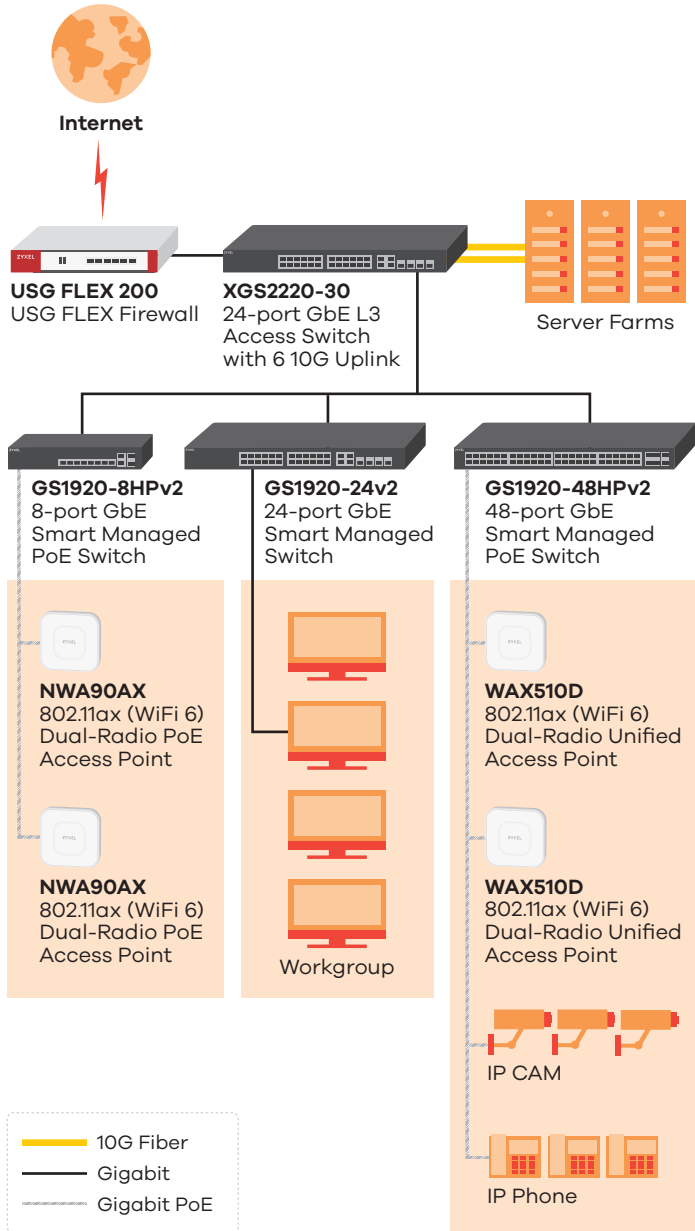 Internet
ZYXEL
USG FLEX 200
USG FLEX Firewall
XGS2220-30
24-port GbE L3
Access Switch
with 6 10G Uplink
Server Farms
GS1920-8HPv2
8-port GbE
Smart Managed
PoE Switch
GS1920-24v2
24-port GbE
Smart Managed
Switch
GS1920-48HPv2
48-port GbE
Smart Managed
PoE Switch
ZYXEL
NWA90AX
802.11ax (WiFi 6)
Dual-Radio PoE
Access Point
ZYXEL
NWA90AX
802.11ax (WiFi 6)
Dual-Radio PoE
Access Point
Workgroup
ZYXEL
WAX510D
802.11ax (WiFi 6)
Dual-Radio Unified
Access Point
ZYXEL
WAX510D
802.11ax (WiFi 6)
Dual-Radio Unified
Access Point
IP CAM
IP Phone
10G Fiber
Gigabit
Gigabit PoE